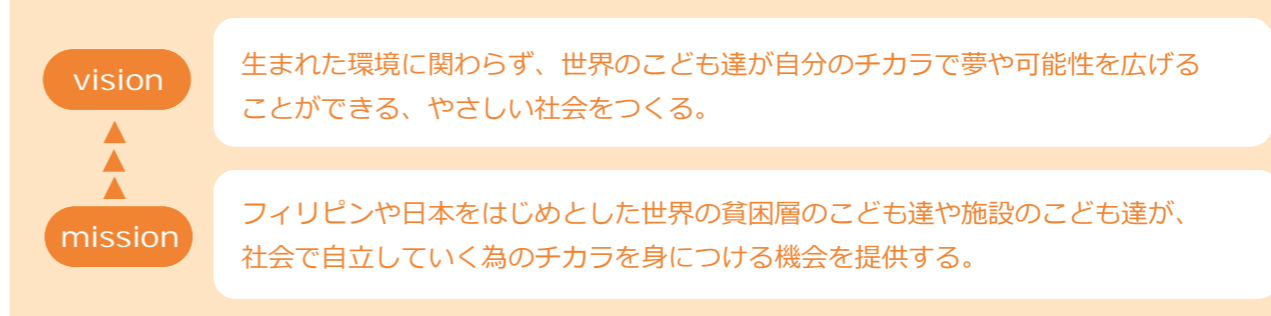 vision
生まれた環境に関わらず、世界のこども達が自分のチカラで夢や可能性を広げる
ことができる、やさしい社会をつくる。
mission
フィリピンや日本をはじめとした世界の貧困層のこども達や施設のこども達が、
社会で自立していく為のチカラを身につける機会を提供する。